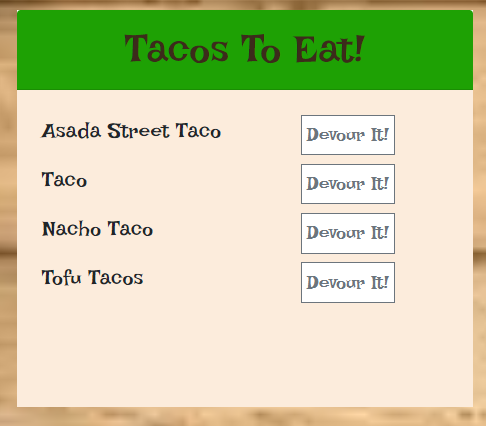 Tacos To Eat!
Asada Street Taco Devour It!
Taco Devour It!
Nacho Taco Devour It!
Tofu Tacos Devour It!